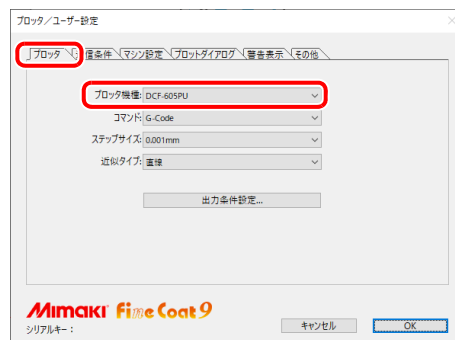 プロッタ/ユーザー設定
プロッタ 信条件 マシン設定 プロットダイアログ 警告表示 その他
プロッタ機種: DCF-605PU
コマンド: G-Code
ステップサイズ: 0.001mm
近似タイプ: 直線
出力条件設定...
Mimaki Fine Coat 9
シリアルキー:
キャンセル OK